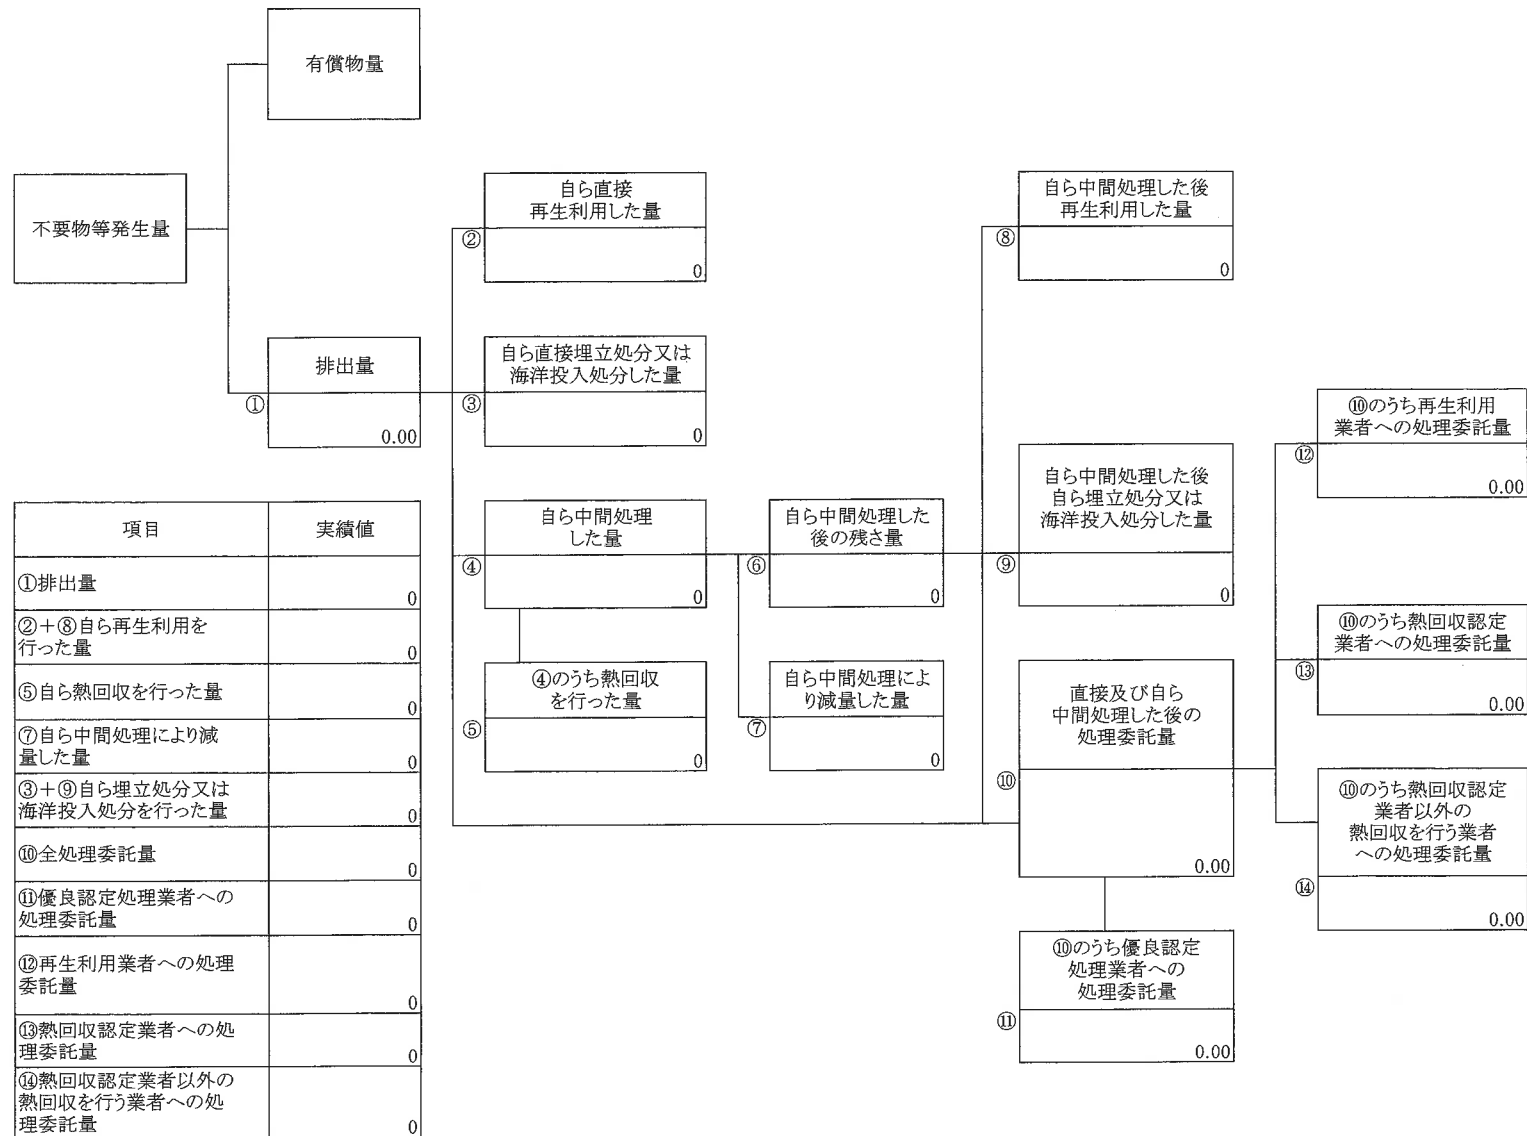 有償物量
不要物等発生量
排出量
①
0.00
自ら直接
再生利用した量
②
0
自ら直接埋立処分又は
海洋投入処分した量
③
0
自ら中間処理
した量
④
0
④のうち熱回収
を行った量
⑤
0
自ら中間処理した
後の残さ量
⑥
0
自ら中間処理によ
り減量した量
⑦
0
自ら中間処理した後
再生利用した量
⑧
0
自ら中間処理した後
自ら埋立処分又は
海洋投入処分した量
⑨
0
直接及び自ら
中間処理した後の
処理委託量
⑩
0.00
⑩のうち優良認定
処理業者への
処理委託量
⑪
0.00
⑩のうち再生利用
業者への処理委託量
⑫
0.00
⑩のうち熱回収認定
業者への処理委託量
⑬
0.00
⑩のうち熱回収認定
業者以外の
熱回収を行う業者
への処理委託量
⑭
0.00
項目 実績値
①排出量
0
②+⑧自ら再生利用を
行った量
0
⑤自ら熱回収を行った量
0
⑦自ら中間処理により減
量した量
0
③+⑨自ら埋立処分又は
海洋投入処分を行った量
0
⑩全処理委託量
0
⑪優良認定処理業者への
処理委託量
0
⑫再生利用業者への処理
委託量
0
⑬熱回収認定業者への処
理委託量
0
⑭熱回収認定業者以外の
熱回収を行う業者への処
理委託量
0